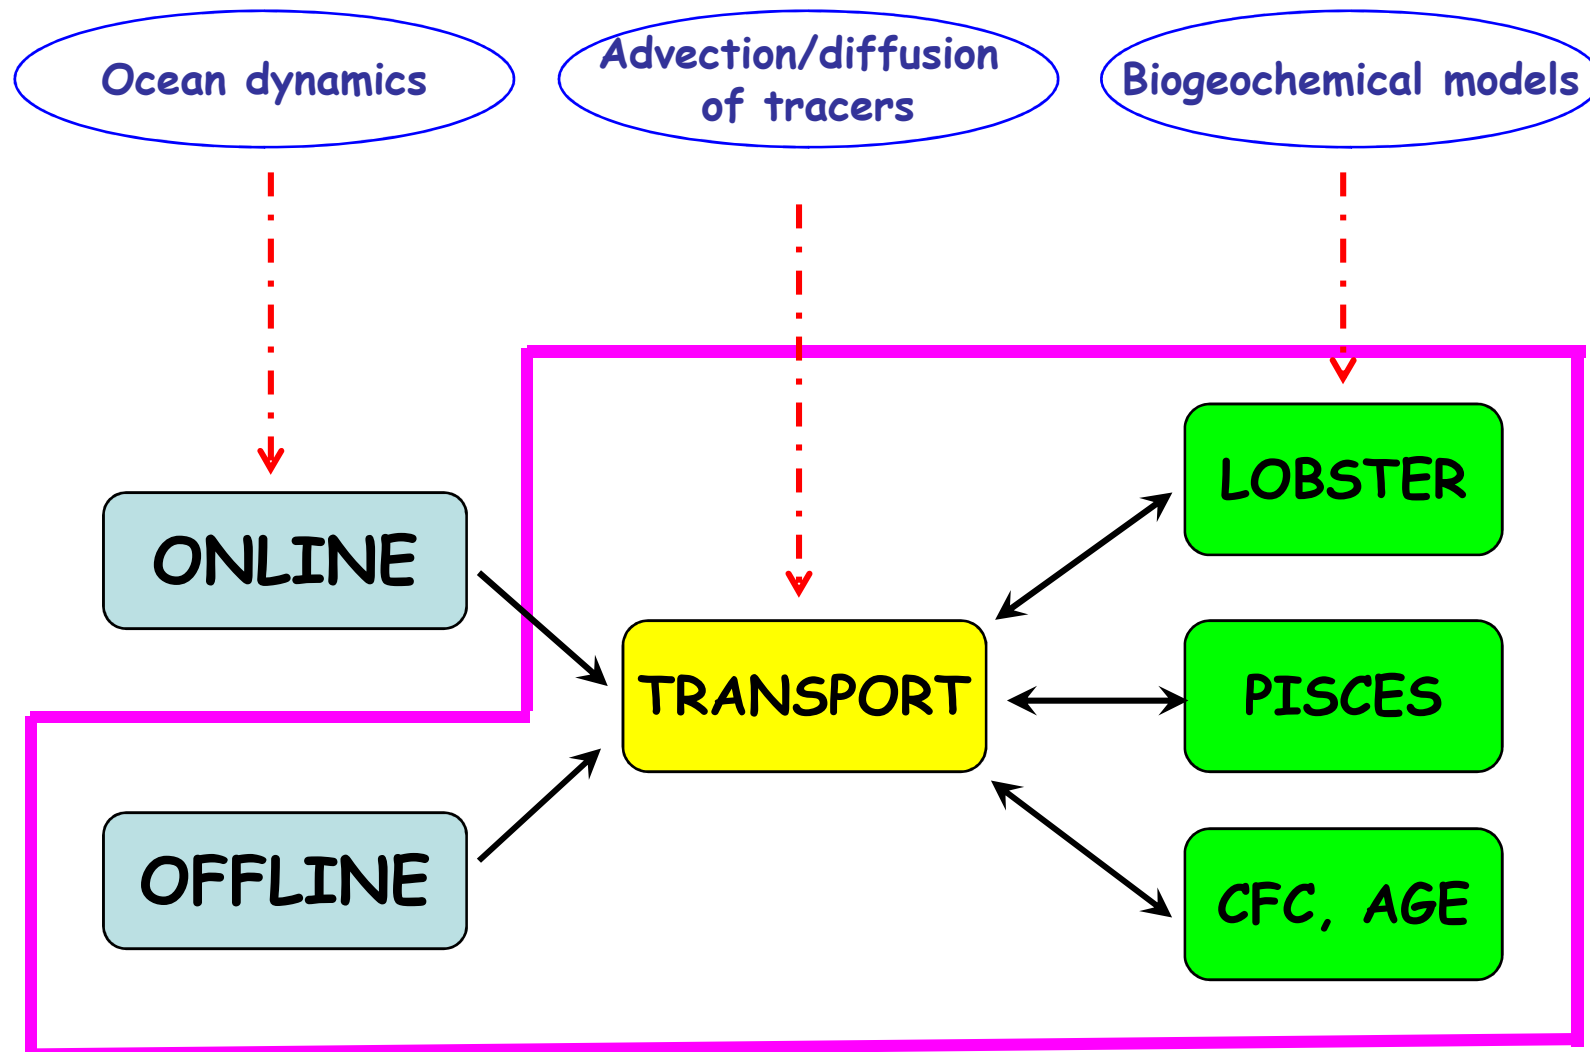 Ocean dynamics
Advection/diffusion
of tracers
Biogeochemical models
LOBSTER
ONLINE
TRANSPORT
PISCES
OFFLINE
CFC, AGE